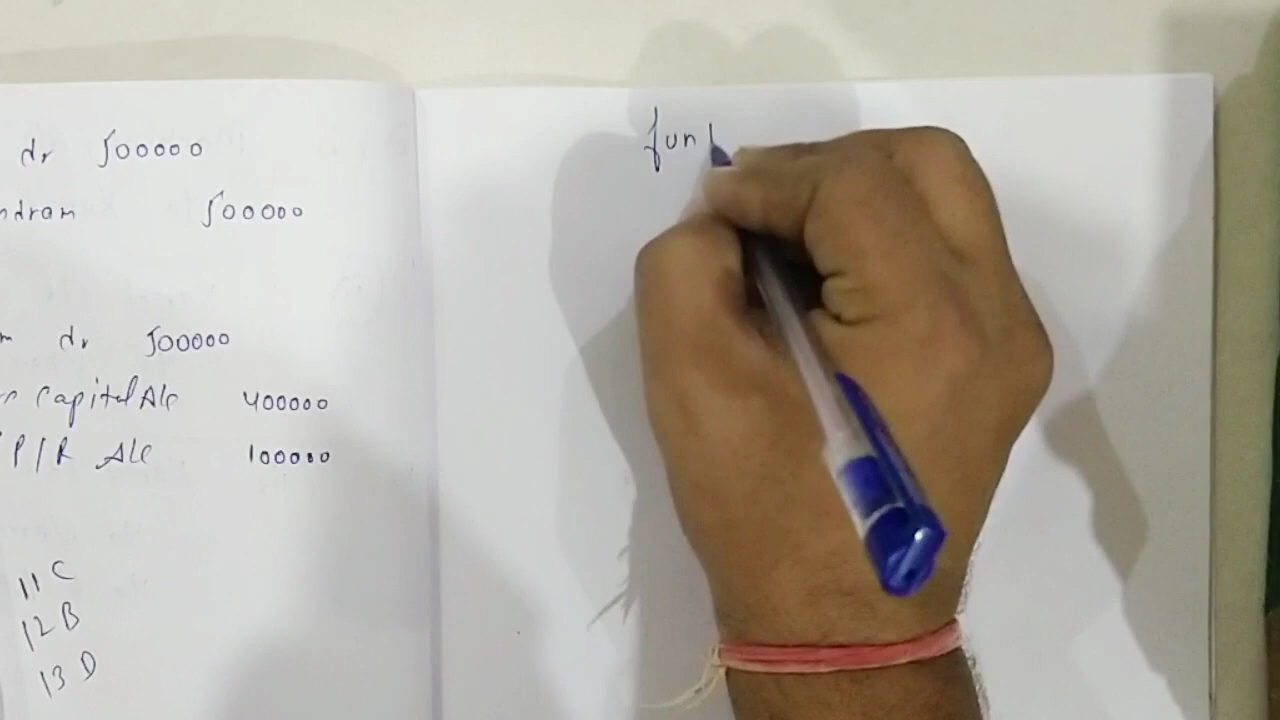 dr 500000
ndram 500000
m dr 500000
Capital A/c 400000
P/R A/c 100000
11 C
12 B
13 D
fun